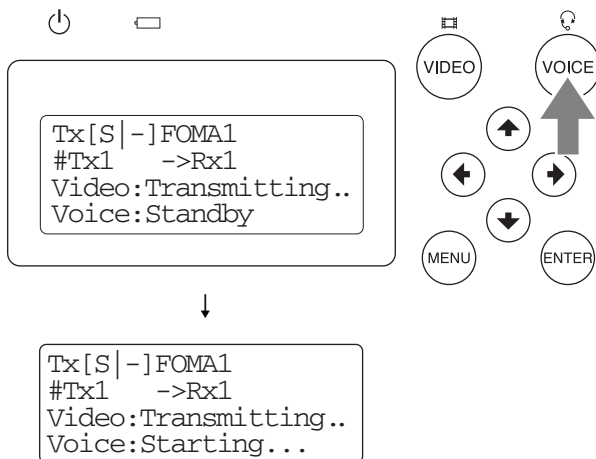 VIDEO
VOICE
Tx[S|-]FOMA1
#Tx1 ->Rx1
Video:Transmitting..
Voice:Standby
MENU
ENTER
Tx[S|-]FOMA1
#Tx1 ->Rx1
Video:Transmitting..
Voice:Starting...